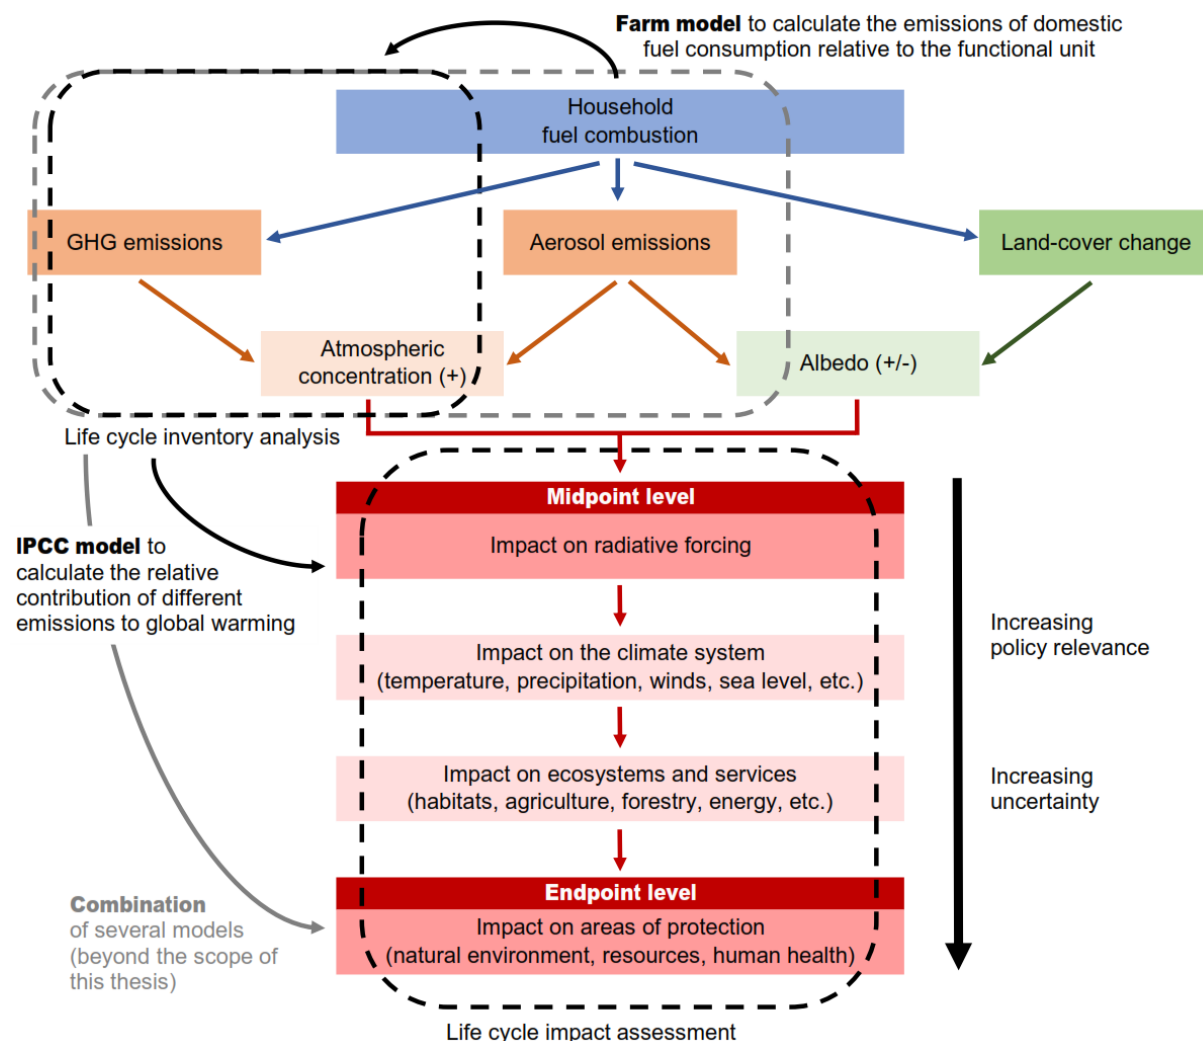 Farm model to calculate the emissions of domestic
fuel consumption relative to the functional unit
Household
fuel combustion
GHG emissions
Aerosol emissions
Land-cover change
Atmospheric
concentration (+)
Albedo (+/-)
Life cycle inventory analysis
Midpoint level
Impact on radiative forcing
IPCC model to
calculate the relative
contribution of different
emissions to global warming
Increasing
policy relevance
Impact on the climate system
(temperature, precipitation, winds, sea level, etc.)
Impact on ecosystems and services
(habitats, agriculture, forestry, energy, etc.)
Increasing
uncertainty
Endpoint level
Impact on areas of protection
(natural environment, resources, human health)
Combination
of several models
(beyond the scope of
this thesis)
Life cycle impact assessment